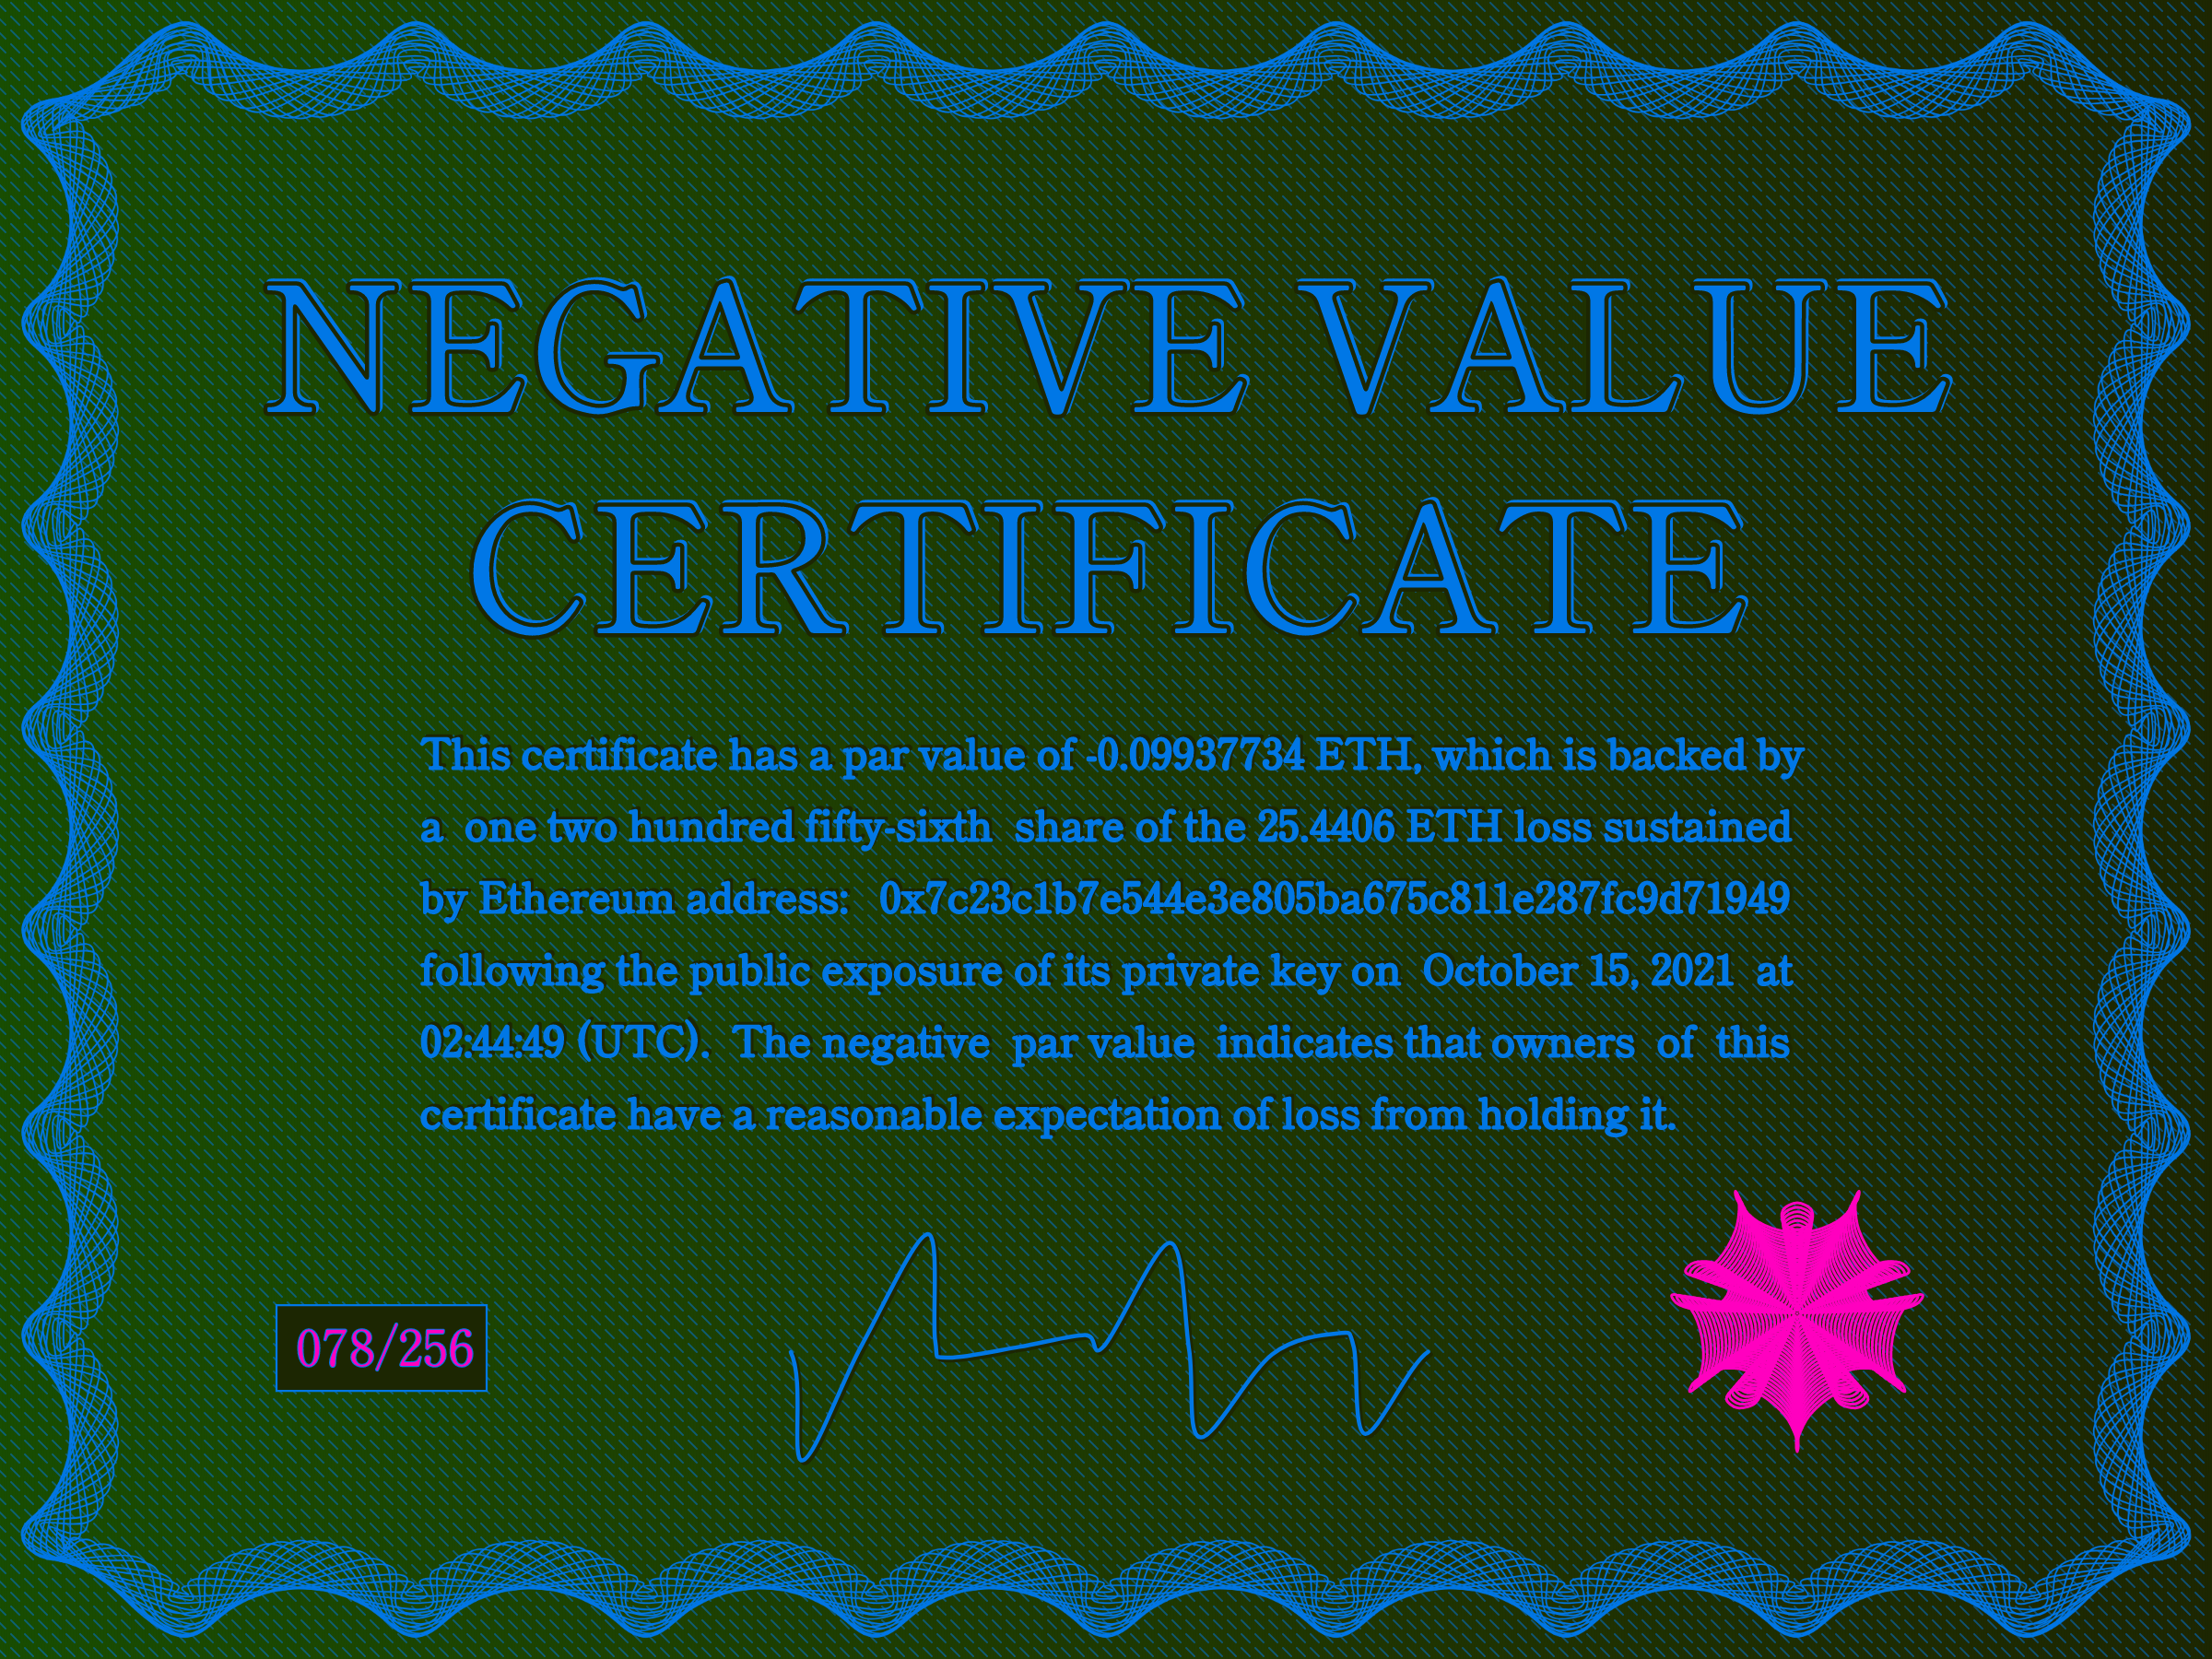 NEGATIVE VALUE
CERTIFICATE
This certificate has a par value of -0.09937734 ETH, which is backed by
a one two hundred fifty-sixth share of the 25.4406 ETH loss sustained
by Ethereum address: 0x7c23c1b7e544e3e805ba675c811e287fc9d71949
following the public exposure of its private key on October 15, 2021 at
02:44:49 (UTC). The negative par value indicates that owners of this
certificate have a reasonable expectation of loss from holding it.
078/256